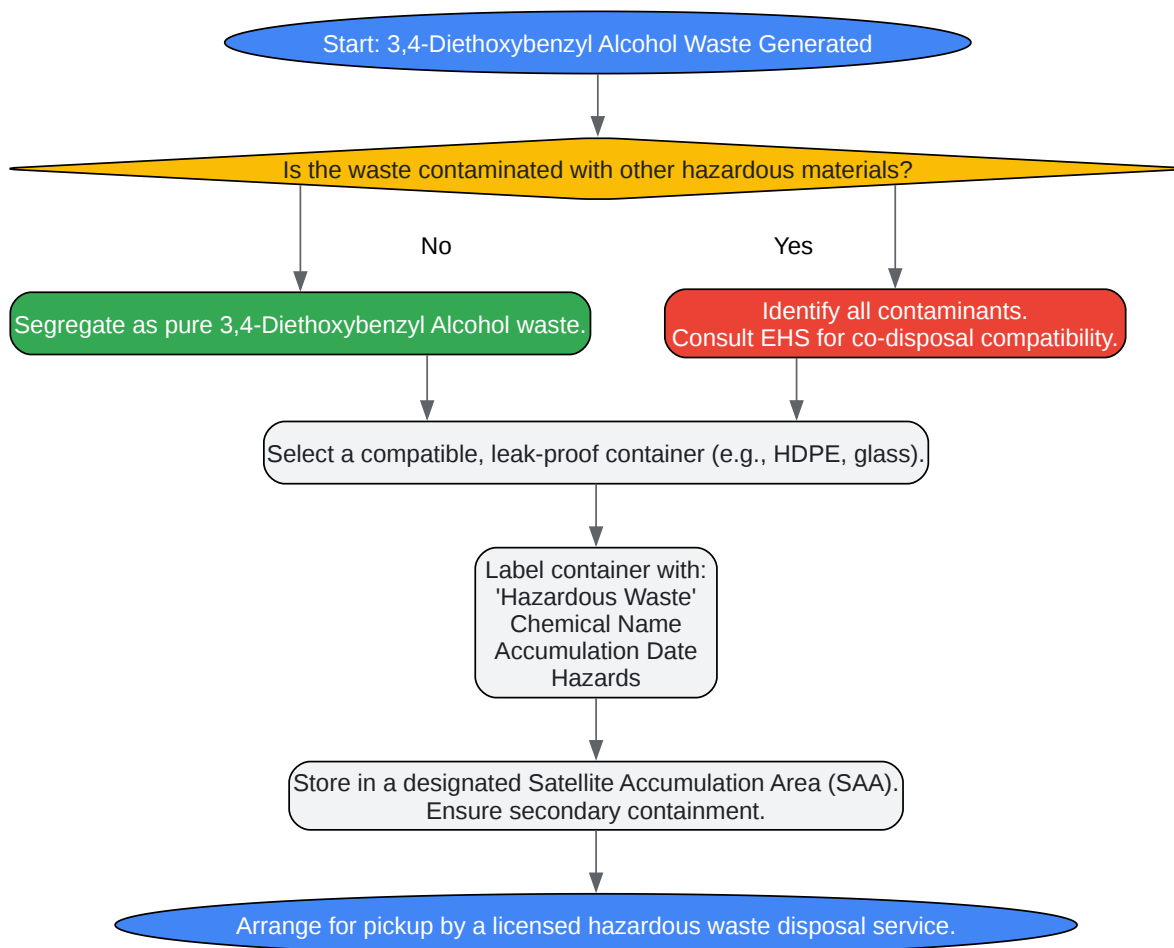 Start: 3,4-Diethoxybenzyl Alcohol Waste Generated
Is the waste contaminated with other hazardous materials?
No
Yes
Segregate as pure 3,4-Diethoxybenzyl Alcohol waste.
Identify all contaminants.
Consult EHS for co-disposal compatibility.
Select a compatible, leak-proof container (e.g., HDPE, glass).
Label container with:
'Hazardous Waste'
Chemical Name
Accumulation Date
Hazards
Store in a designated Satellite Accumulation Area (SAA).
Ensure secondary containment.
Arrange for pickup by a licensed hazardous waste disposal service.